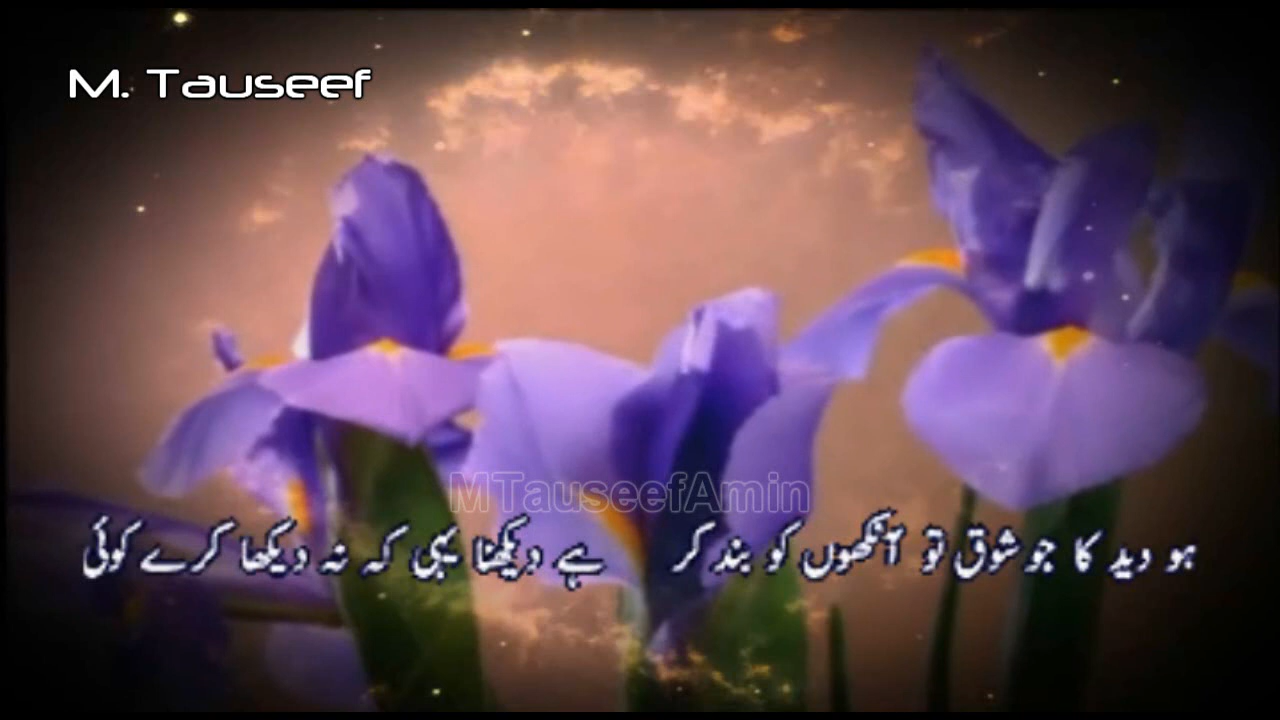 M. Tauseef
MTauseefAmin
ہو دید کا جو شوق تو آنکھوں کو بند کر ہے دیکھنا یہی کہ نہ دیکھا کرے کوئی